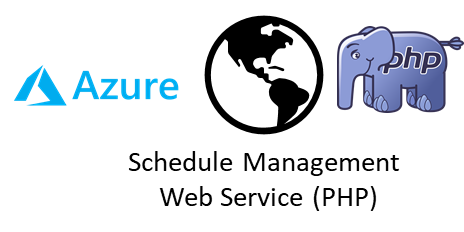 Azure
php
Schedule Management
Web Service (PHP)